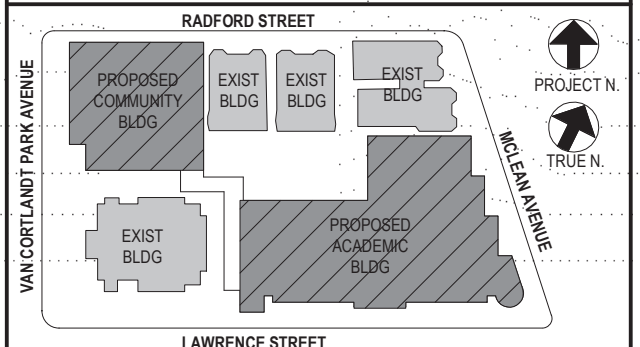 RADFORD STREET
VAN CORTLANDT PARK AVENUE
PROPOSED
COMMUNITY
BLDG
EXIST
BLDG
EXIST
BLDG
EXIST
BLDG
PROJECT N.
TRUE N.
MCLEAN AVENUE
EXIST
BLDG
PROPOSED
ACADEMIC
BLDG
LAWRENCE STREET